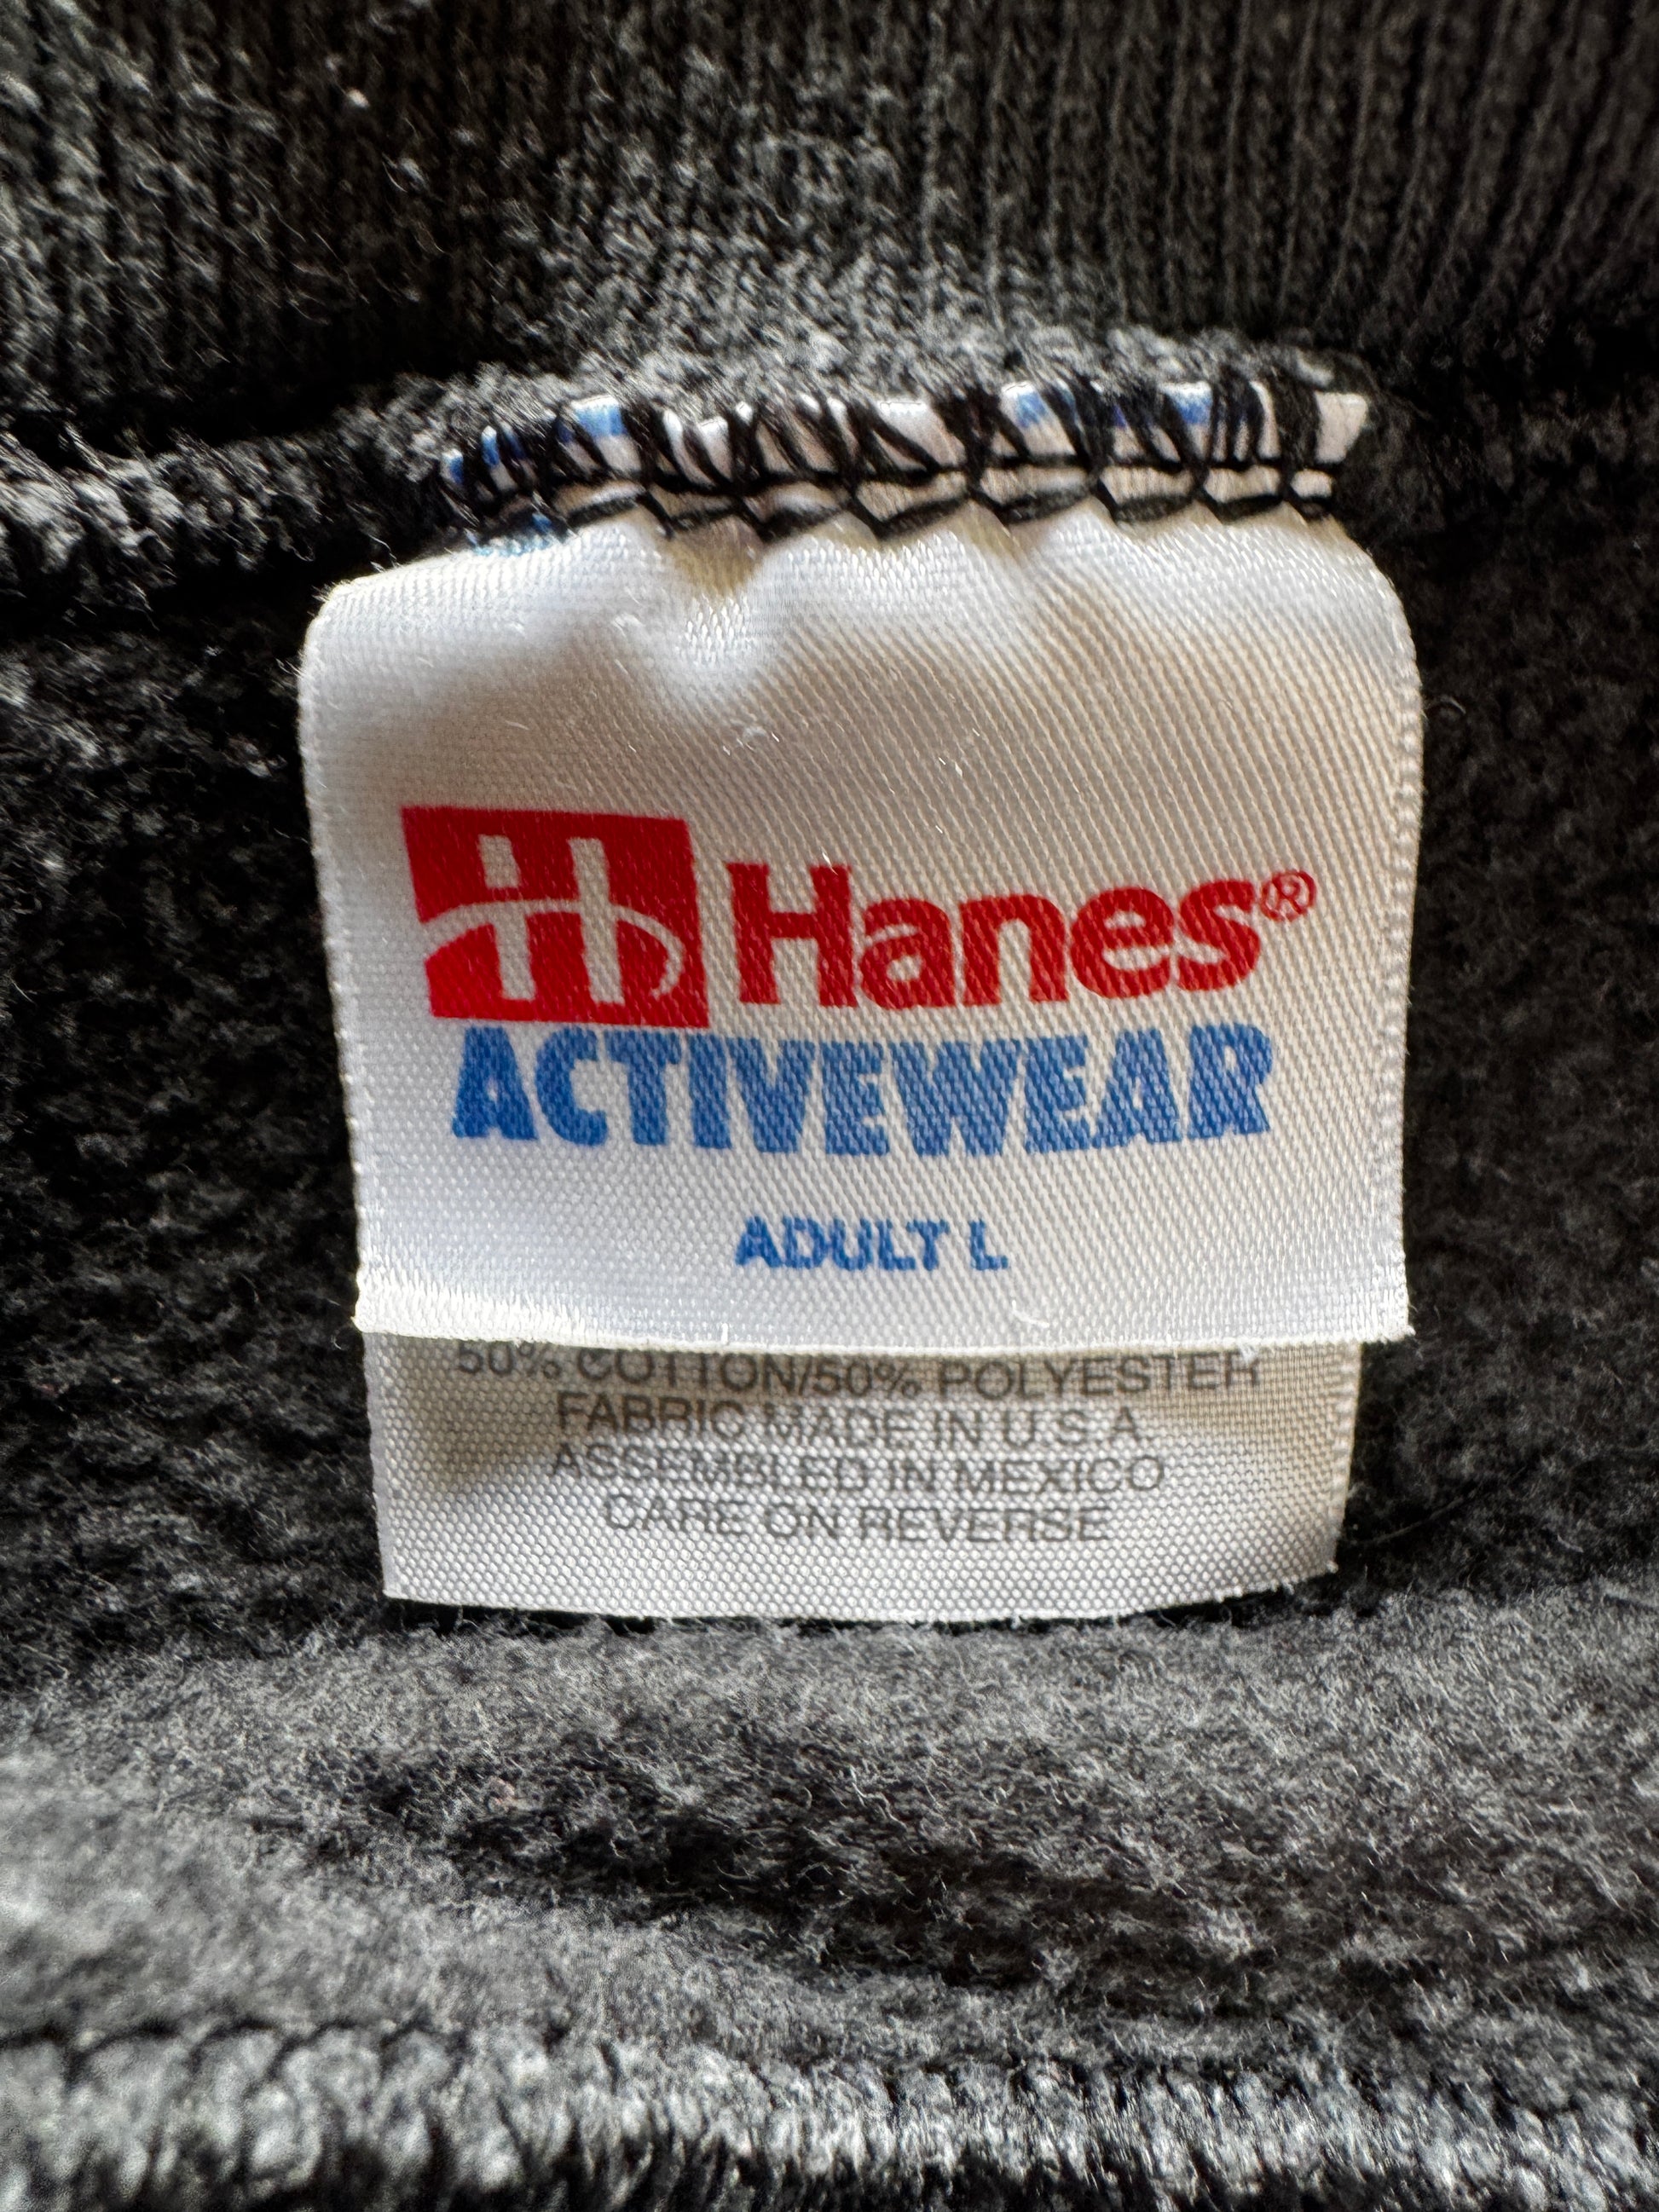 H Hanes®
ACTIVEWEAR
ADULT L
50% COTTON/50% POLYESTER
FABRIC MADE IN U.S.A
ASSEMBLED IN MEXICO
CARE ON REVERSE